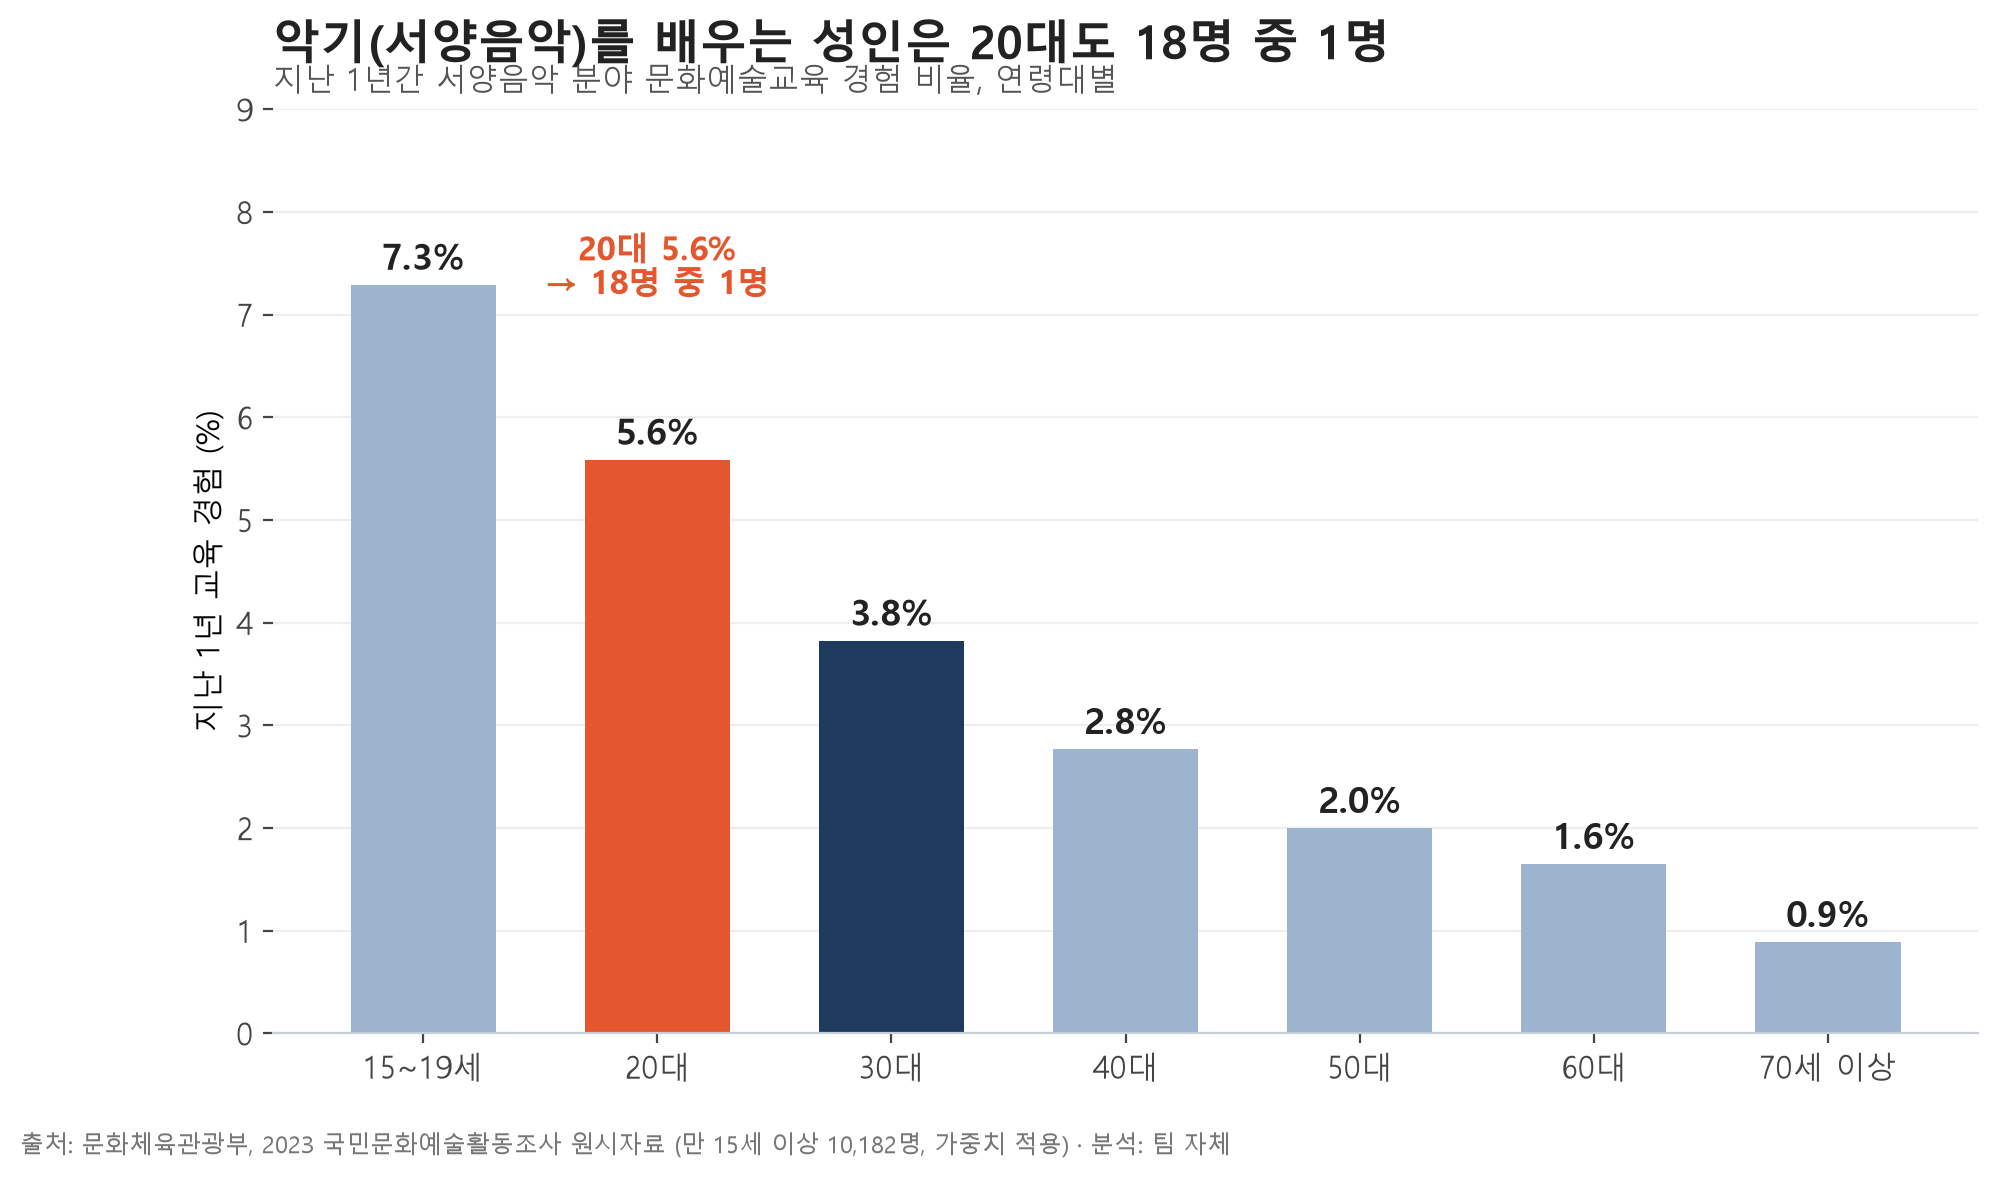 악기(서양음악)를 배우는 성인은 20대도 18명 중 1명
지난 1년간 서양음악 분야 문화예술교육 경험 비율, 연령대별
지난 1년 교육 경험 (%)
9
8
7
6
5
4
3
2
1
0
7.3%
20대 5.6%
→ 18명 중 1명
5.6%
3.8%
2.8%
2.0%
1.6%
0.9%
15~19세
20대
30대
40대
50대
60대
70세 이상
출처: 문화체육관광부, 2023 국민문화예술활동조사 원시자료 (만 15세 이상 10,182명, 가중치 적용) · 분석: 팀 자체